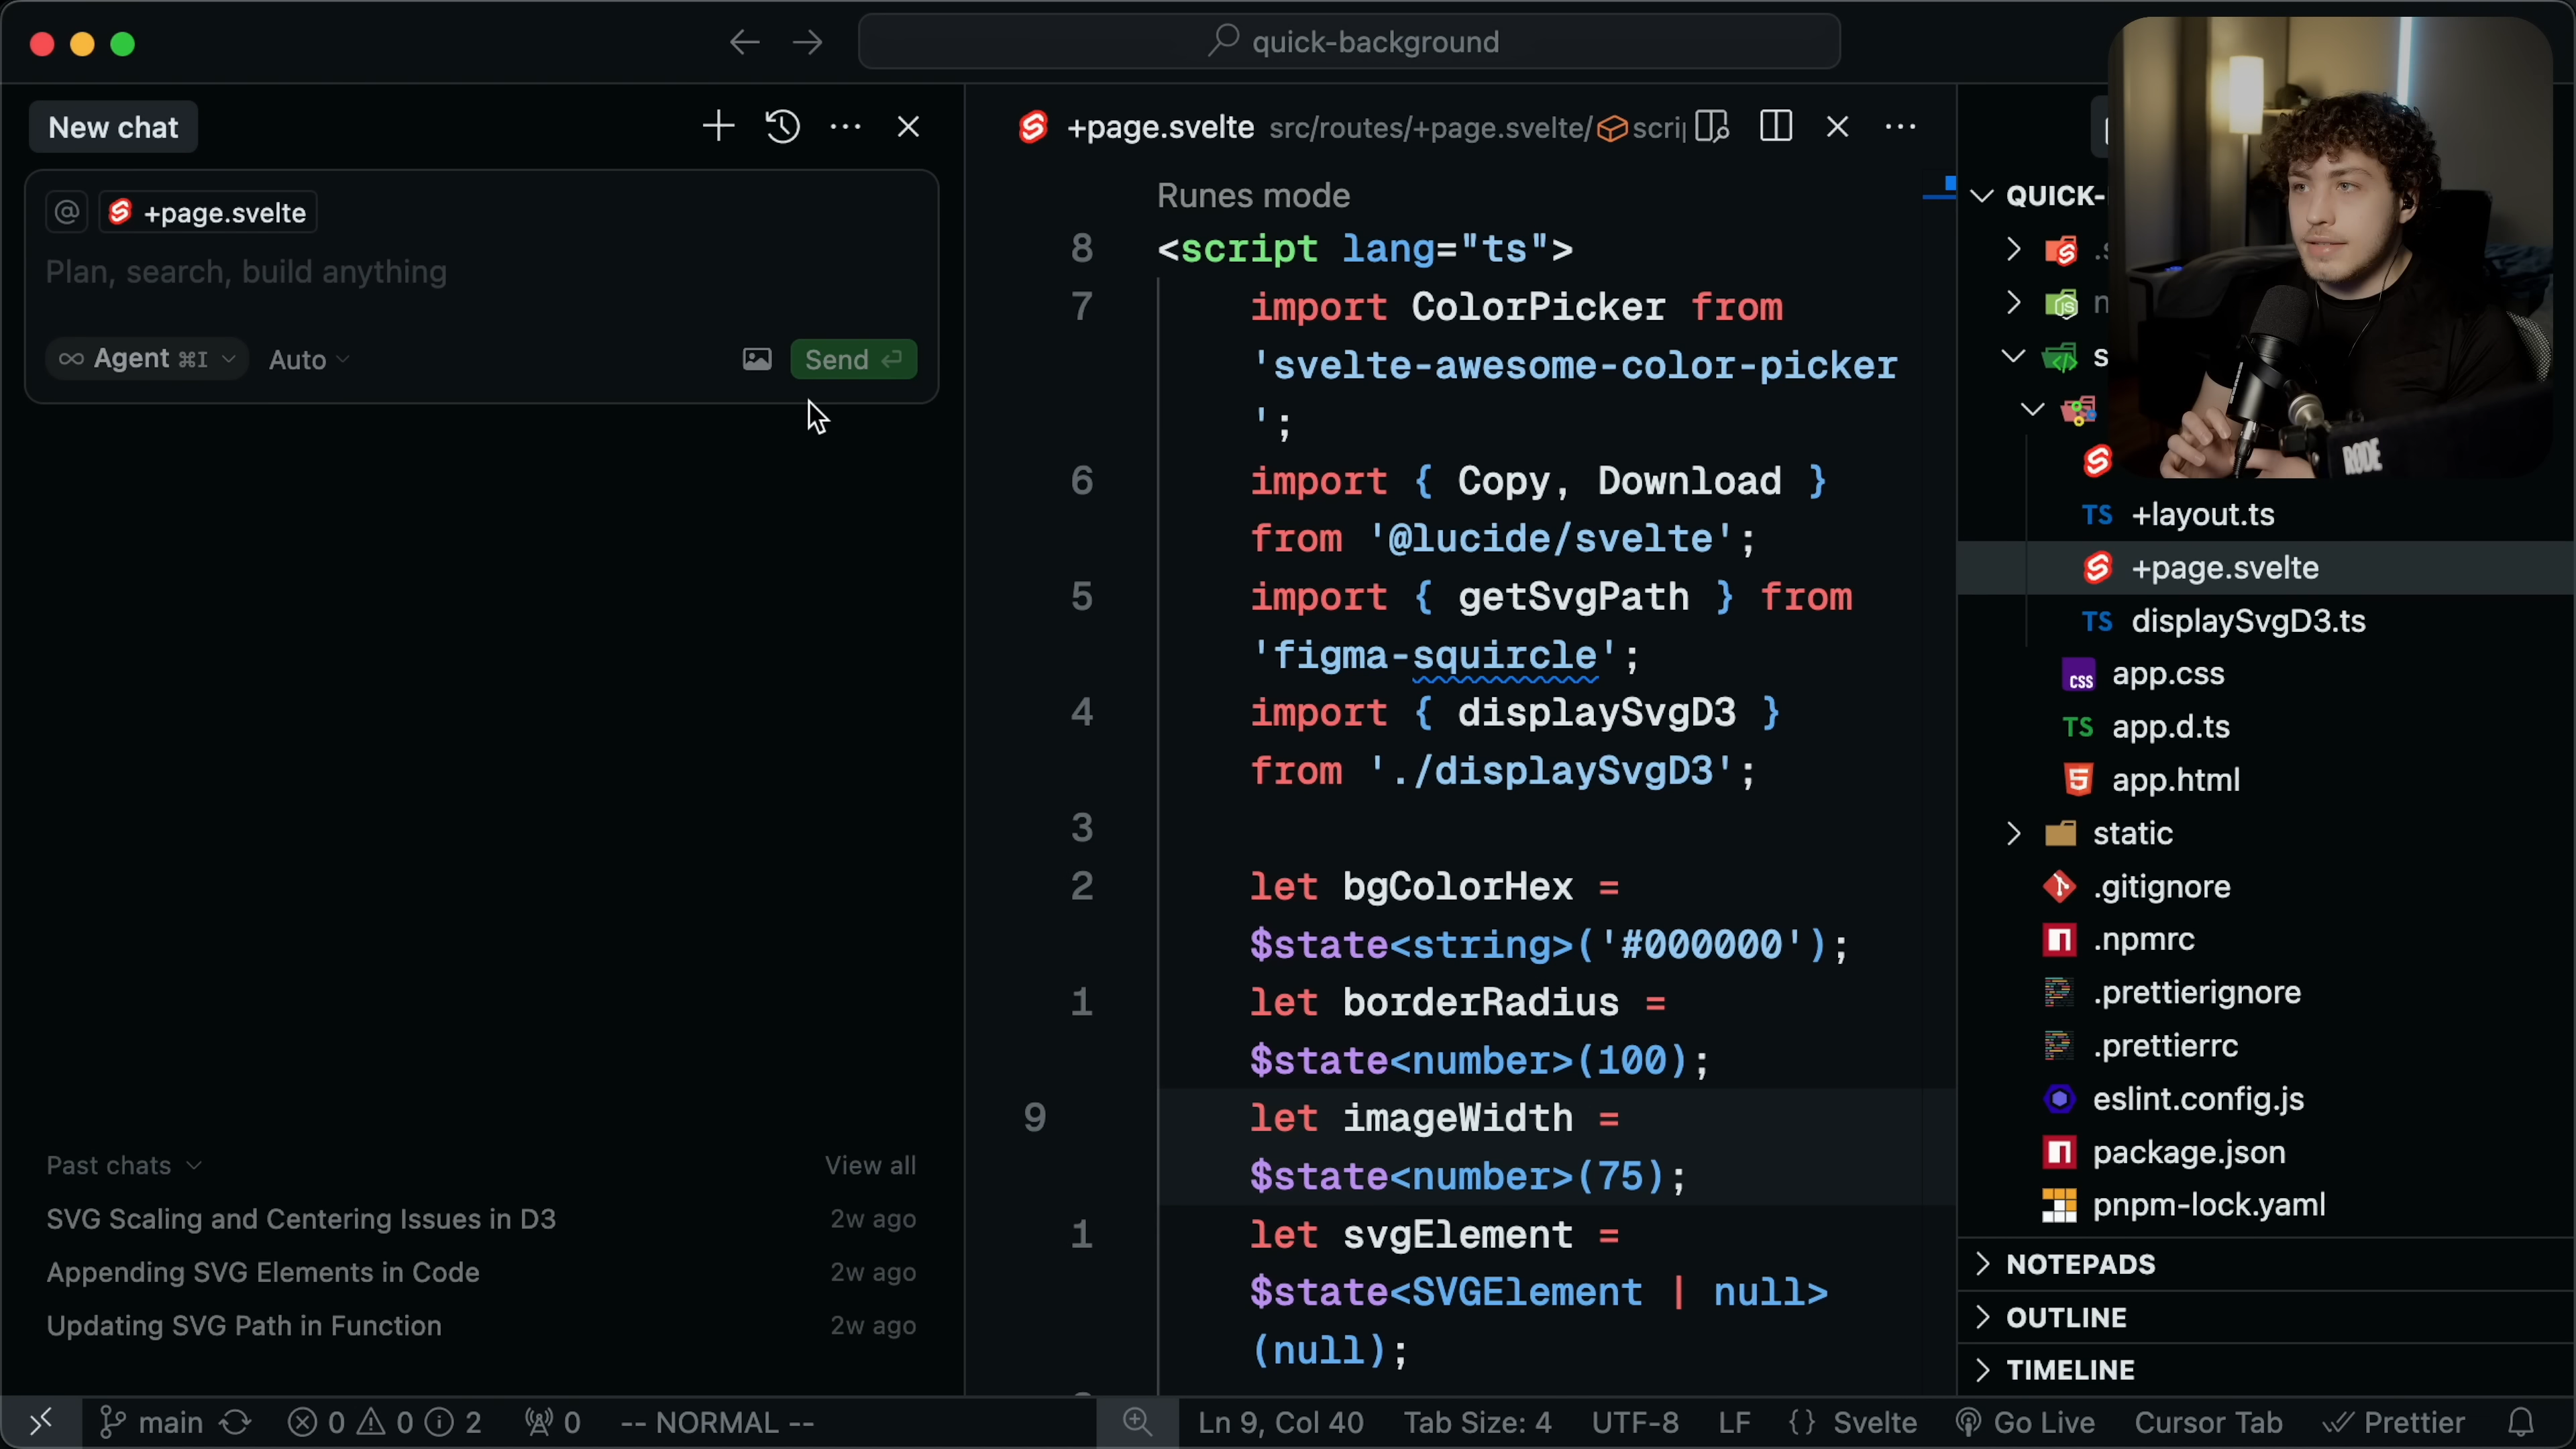 quick-background
New chat
@ +page.svelte
Plan, search, build anything
Agent ⌘I Auto
Send
Past chats
View all
SVG Scaling and Centering Issues in D3 2w ago
Appending SVG Elements in Code 2w ago
Updating SVG Path in Function 2w ago
+page.svelte src/routes/+page.svelte/
Runes mode
8 <script lang="ts">
7 import ColorPicker from
'svelte-awesome-color-picker
';
6 import { Copy, Download }
from '@lucide/svelte';
5 import { getSvgPath } from
'figma-squircle';
4 import { displaySvgD3 }
from './displaySvgD3';
3
2 let bgColorHex =
$state<string>('#000000');
1 let borderRadius =
$state<number>(100);
9 let imageWidth =
$state<number>(75);
1 let svgElement =
$state<SVGElement | null>
(null);
QUICK-
RØDE
TS +layout.ts
+page.svelte
TS displaySvgD3.ts
css app.css
TS app.d.ts
5 app.html
static
.gitignore
n .npmrc
.prettierignore
.prettierrc
eslint.config.js
n package.json
pnpm-lock.yaml
NOTEPADS
OUTLINE
TIMELINE
main 0 0 2 0 -- NORMAL -- Ln 9, Col 40 Tab Size: 4 UTF-8 LF {} Svelte Go Live Cursor Tab Prettier